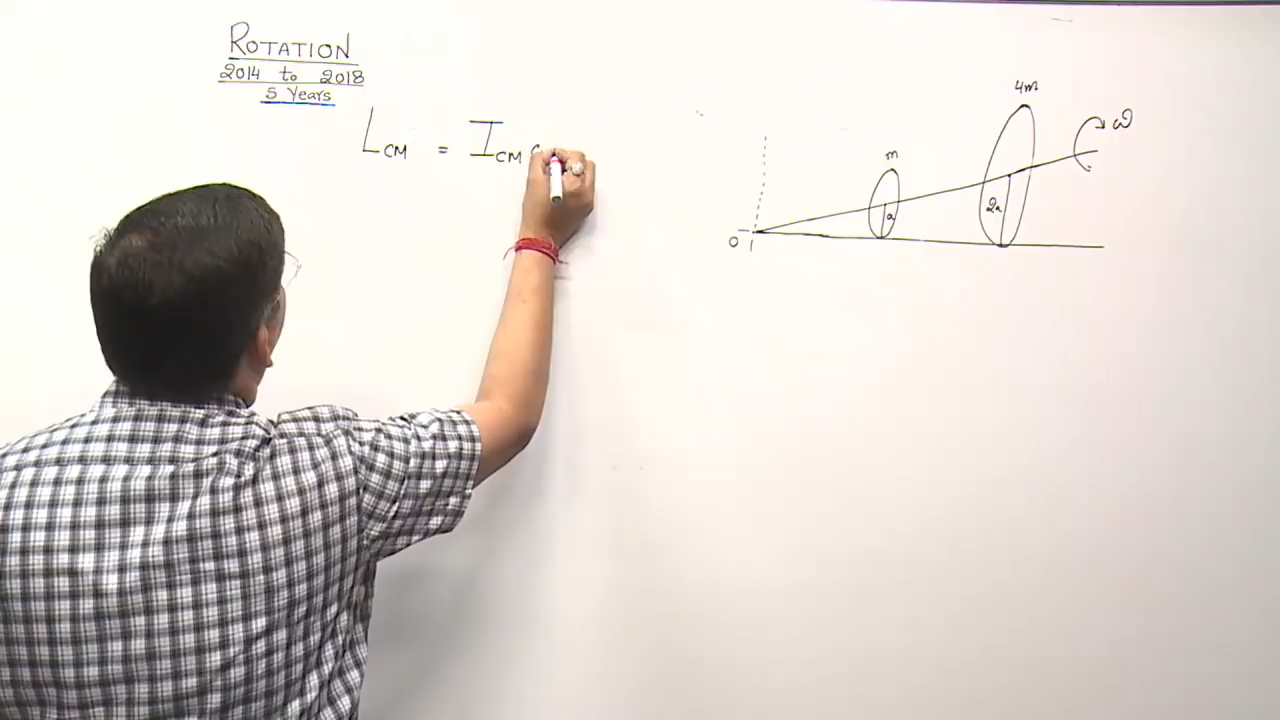 ROTATION
2014 to 2018
5 Years
L_CM = I_CM
4m
ω
m
a
2a
O